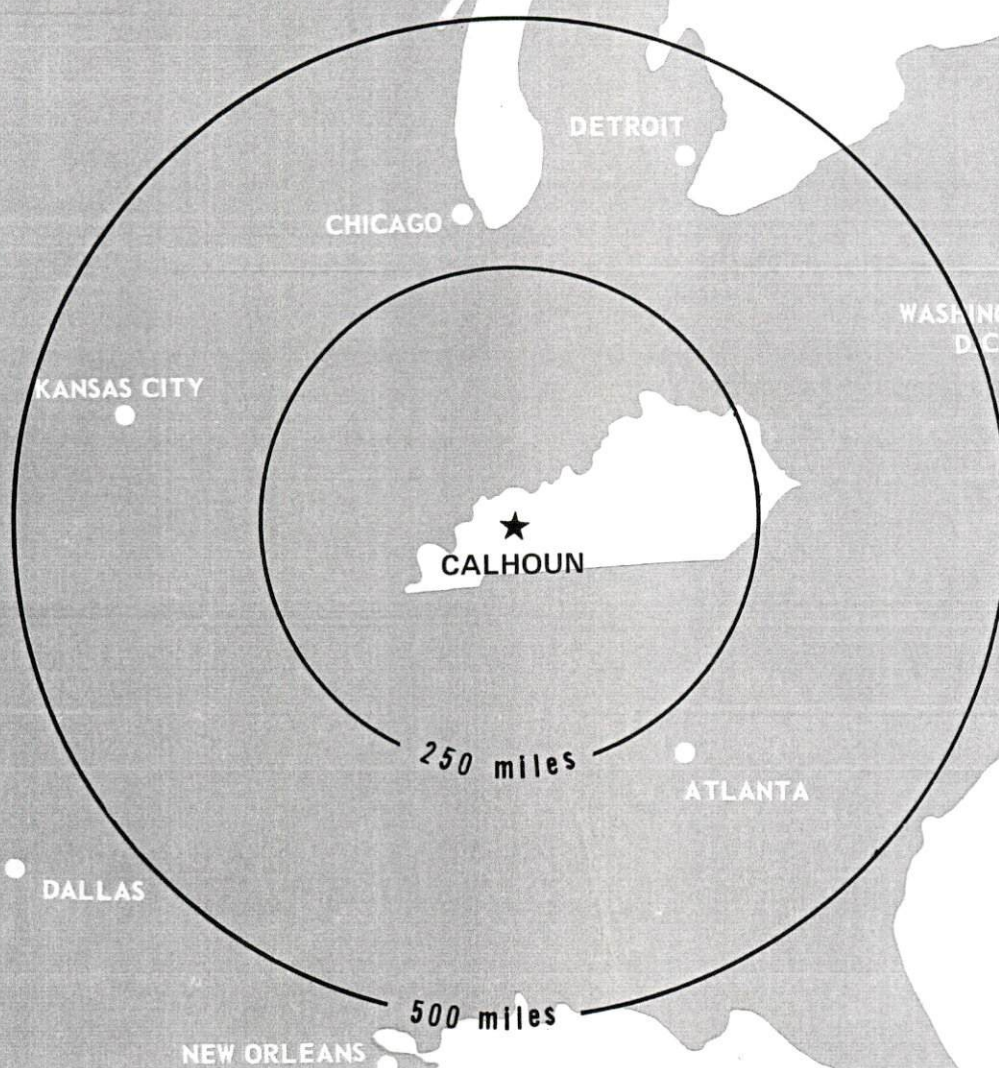 DETROIT
CHICAGO
WASHIN
D.C
KANSAS CITY
CALHOUN
250 miles
ATLANTA
DALLAS
500 miles
NEW ORLEANS